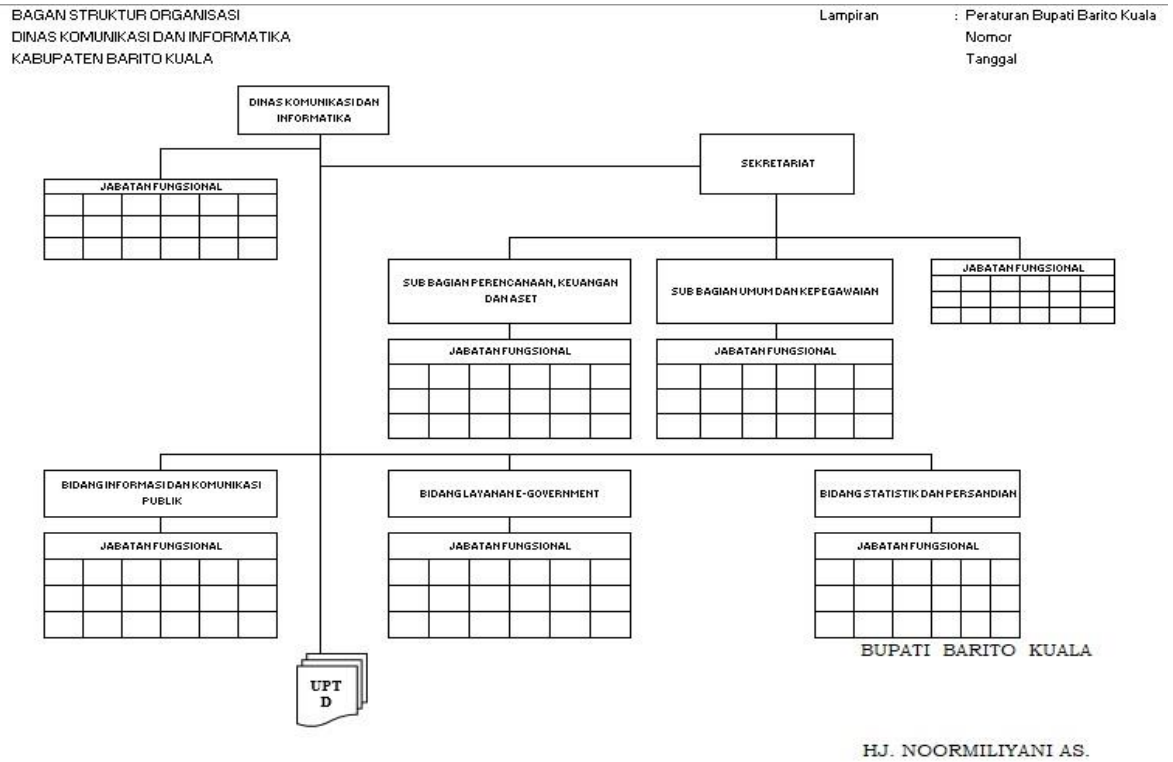 BAGAN STRUKTUR ORGANISASI
DINAS KOMUNIKASI DAN INFORMATIKA
KABUPATEN BARITO KUALA
Lampiran : Peraturan Bupati Barito Kuala
Nomor
Tanggal
DINAS KOMUNIKASI DAN
INFORMATIKA
SEKRETARIAT
JABATAN FUNGSIONAL
SUB BAGIAN PERENCANAAN, KEUANGAN
DAN ASET
SUB BAGIAN UMUM DAN KEPEGAWAIAN
JABATAN FUNGSIONAL
JABATAN FUNGSIONAL
JABATAN FUNGSIONAL
BIDANG INFORMASI DAN KOMUNIKASI
PUBLIK
BIDANG LAYANAN E-GOVERNMENT
BIDANG STATISTIK DAN PERSANDIAN
JABATAN FUNGSIONAL
JABATAN FUNGSIONAL
JABATAN FUNGSIONAL
UPT
D
BUPATI BARITO KUALA
HJ. NOORMILIYANI AS.